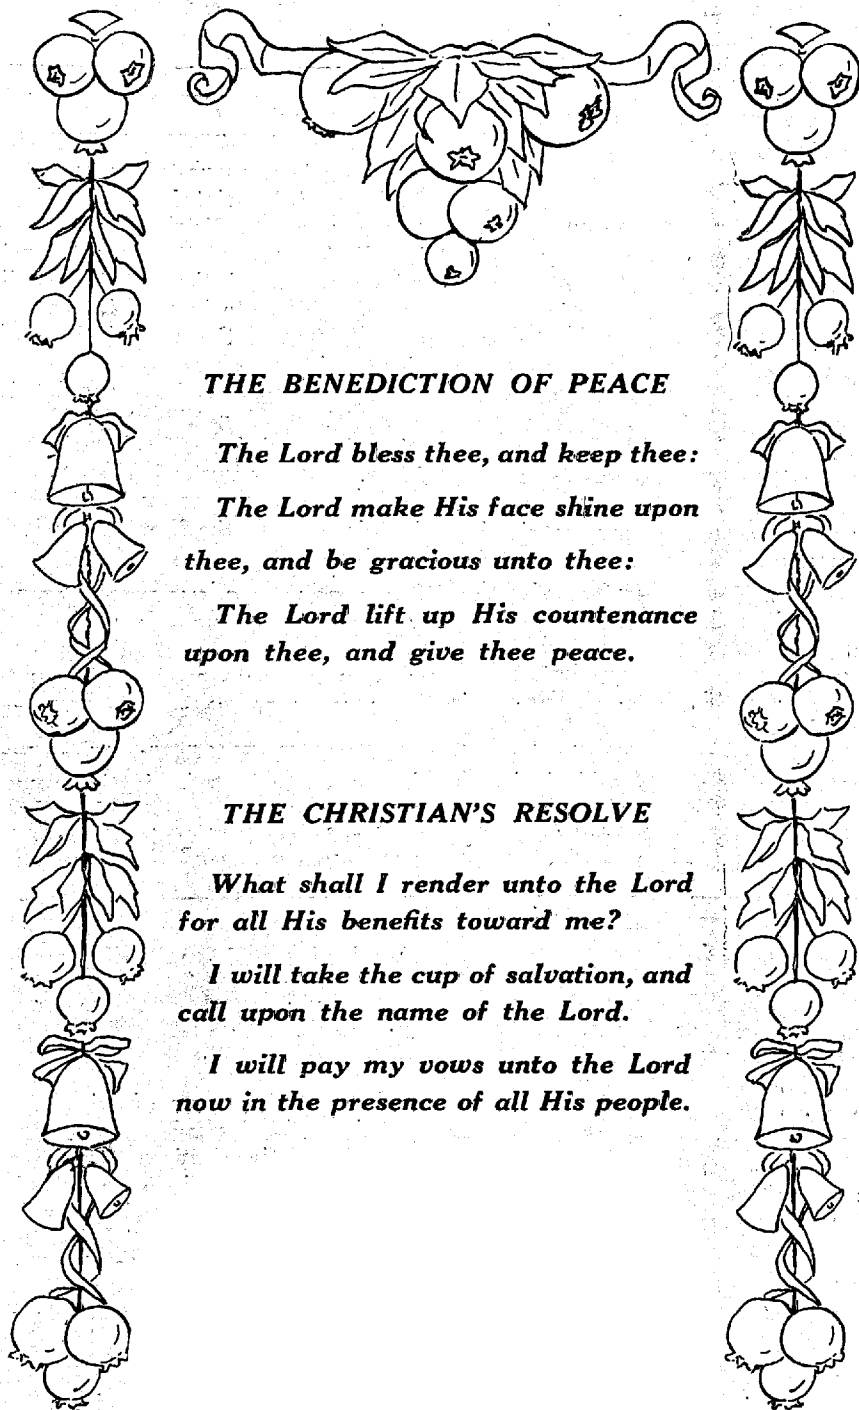 THE BENEDICTION OF PEACE
The Lord bless thee, and keep thee:
The Lord make His face shine upon
thee, and be gracious unto thee:
The Lord lift up His countenance
upon thee, and give thee peace.
THE CHRISTIAN'S RESOLVE
What shall I render unto the Lord
for all His benefits toward me?
I will take the cup of salvation, and
call upon the name of the Lord.
I will pay my vows unto the Lord
now in the presence of all His people.